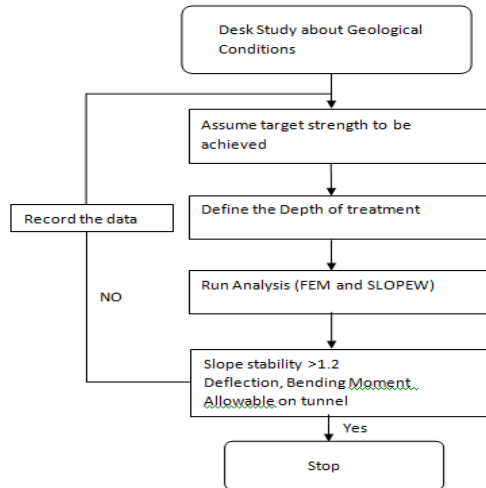 Desk Study about Geological
Conditions
Assume target strength to be
achieved
Record the data
Define the Depth of treatment
Run Analysis (FEM and SLOPEW)
NO
Slope stability >1.2
Deflection, Bending Moment
Allowable on tunnel
Yes
Stop